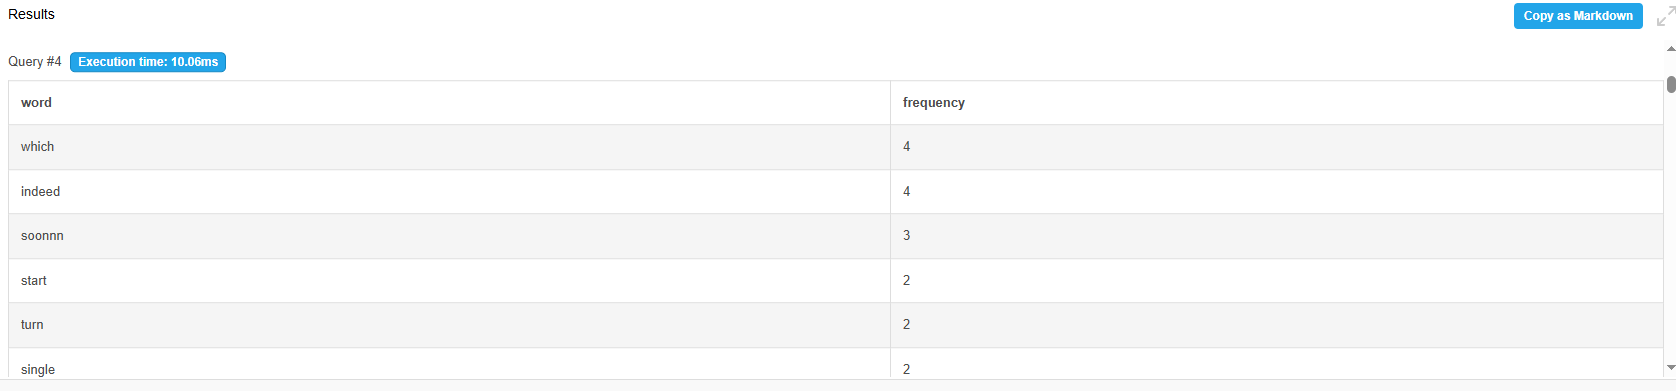 Results
Copy as Markdown
Query #4 Execution time: 10.06ms
word frequency
which 4
indeed 4
soonnn 3
start 2
turn 2
single 2